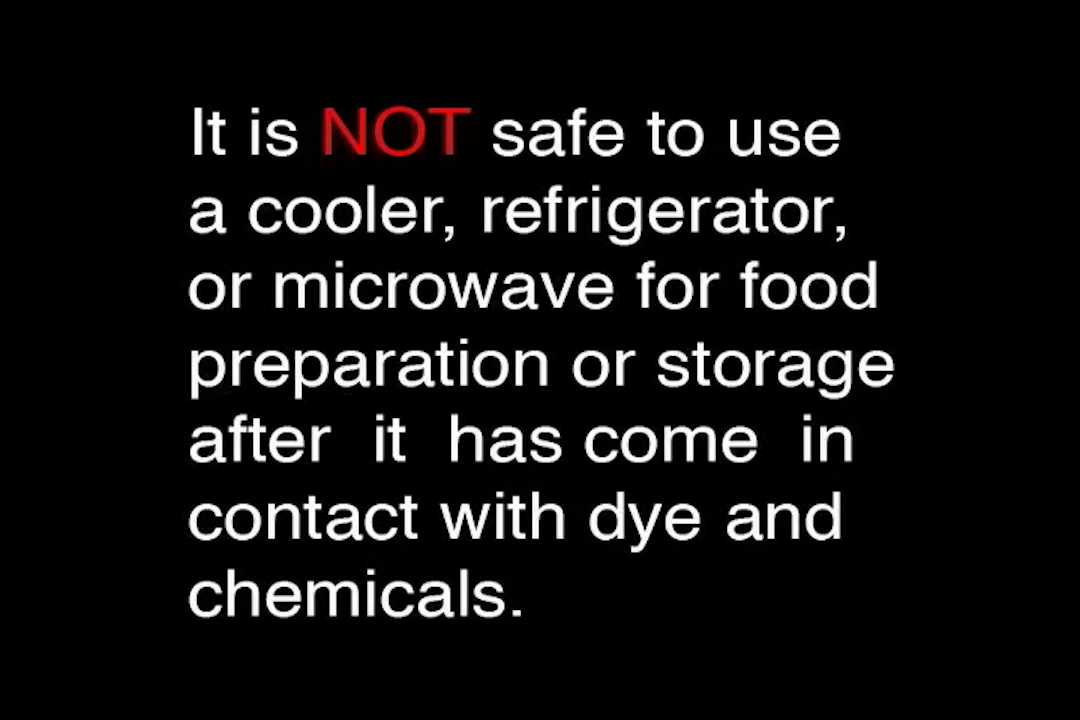 It is NOT safe to use
a cooler, refrigerator,
or microwave for food
preparation or storage
after it has come in
contact with dye and
chemicals.